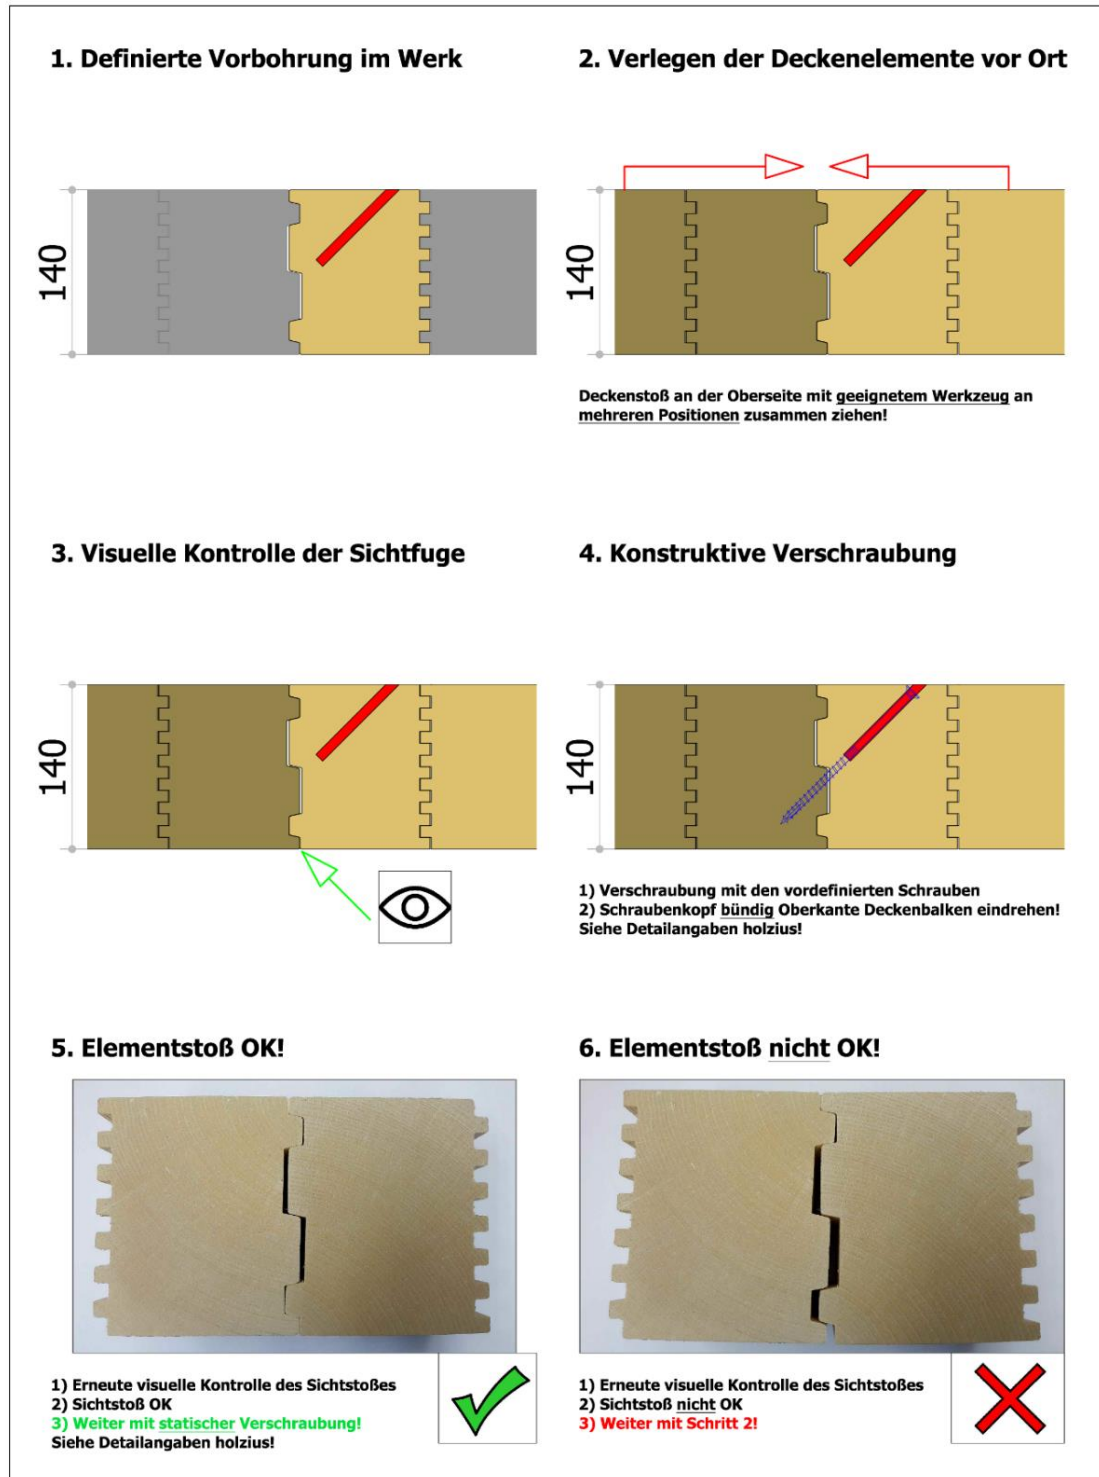 1. Definierte Vorbohrung im Werk
140
2. Verlegen der Deckenelemente vor Ort
140
Deckenstoß an der Oberseite mit geeignetem Werkzeug an
mehreren Positionen zusammen ziehen!
3. Visuelle Kontrolle der Sichtfuge
140
4. Konstruktive Verschraubung
140
1) Verschraubung mit den vordefinierten Schrauben
2) Schraubenkopf bündig Oberkante Deckenbalken eindrehen!
Siehe Detailangaben holzius!
5. Elementstoß OK!
1) Erneute visuelle Kontrolle des Sichtstoßes
2) Sichtstoß OK
3) Weiter mit statischer Verschraubung!
Siehe Detailangaben holzius!
6. Elementstoß nicht OK!
1) Erneute visuelle Kontrolle des Sichtstoßes
2) Sichtstoß nicht OK
3) Weiter mit Schritt 2!